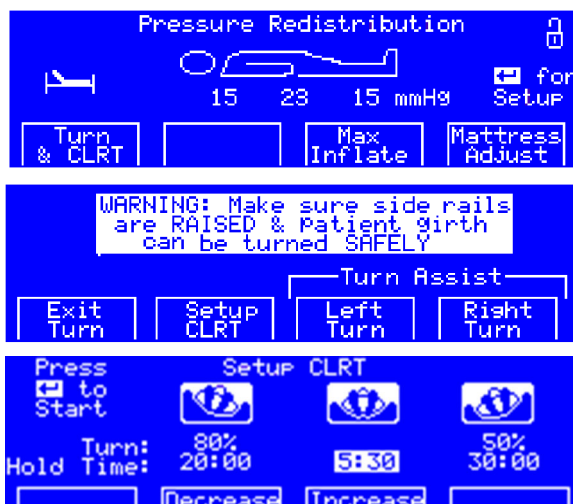 Pressure Redistribution
for
Setup
15 23 15 mmHg
Turn & CLRT
Max Inflate
Mattress Adjust
WARNING: Make sure side rails
are RAISED & Patient girth
can be turned SAFELY
Turn Assist
Exit Turn
Setup CLRT
Left Turn
Right Turn
Press
to
Start
Setup CLRT
Turn: 80% 50%
Hold Time: 20:00 5:30 30:00
Decrease Increase